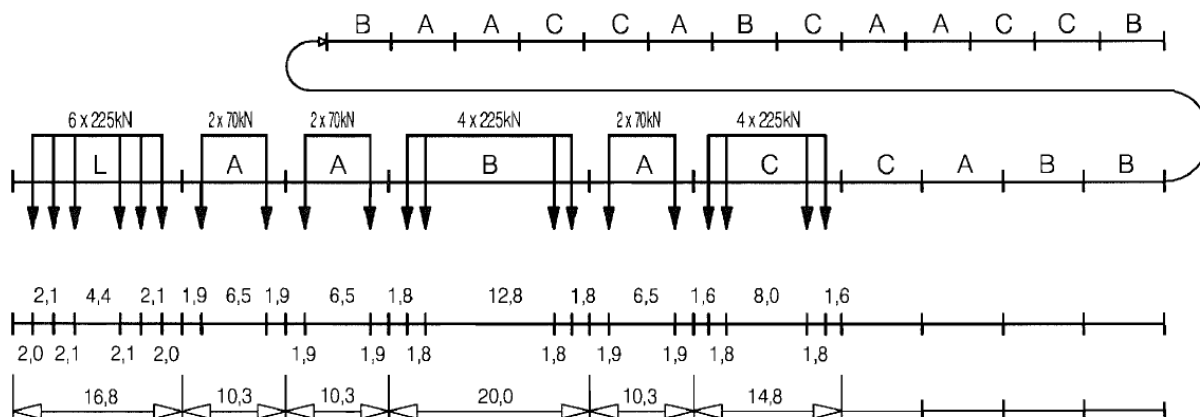 B A A C C A B C A A C C B
6 x 225kN 2 x 70kN 2 x 70kN 4 x 225kN 2 x 70kN 4 x 225kN
L A A B A C C A B B
2,1 4,4 2,1 1,9 6,5 1,9 6,5 1,8 12,8 1,8 6,5 1,6 8,0 1,6
2,0 2,1 2,1 2,0 1,9 1,9 1,8 1,8 1,9 1,9 1,8 1,8
16,8 10,3 10,3 20,0 10,3 14,8